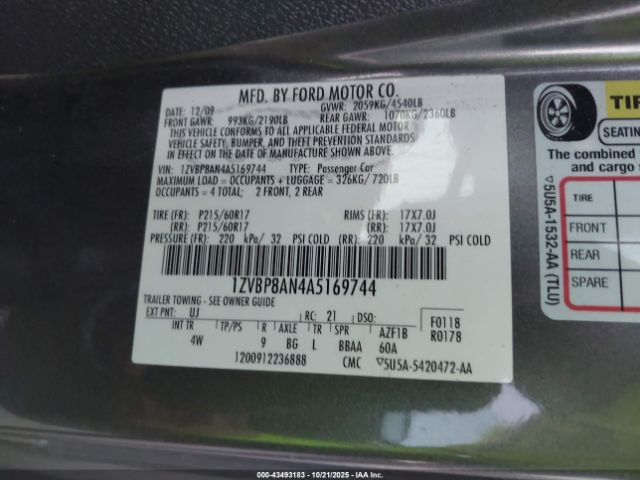 MFD. BY FORD MOTOR CO.
DATE: 12/09 GVWR: 2059KG/4540LB
FRONT GAWR: 993KG/2190LB REAR GAWR: 1070KG/2360LB
THIS VEHICLE CONFORMS TO ALL APPLICABLE FEDERAL MOTOR
VEHICLE SAFETY, BUMPER, AND THEFT PREVENTION STANDARDS
IN EFFECT ON THE DATE OF MANUFACTURE SHOWN ABOVE.
VIN: 1ZVBP8AN4A5169744 TYPE: Passenger Car
MAXIMUM LOAD = OCCUPANTS + LUGGAGE = 326KG/720LB
OCCUPANTS = 4 TOTAL; 2 FRONT, 2 REAR
TIRE (FR): P215/60R17 RIMS (FR): 17X7.0J
(RR): P215/60R17 (RR): 17X7.0J
PRESSURE (FR): 220 kPa/ 32 PSI COLD (RR): 220 kPa/ 32 PSI COLD
1ZVBP8AN4A5169744
TRAILER TOWING - SEE OWNER GUIDE
EXT PNT: UJ RC: 21 DSO: F0118
INT TR TP/PS R AXLE TR SPR AZF1B R0178
4W 9 BG L BBAA 60A
1200912236888 CMC ▽5U5A-5420472-AA
TIR
SEATING
The combined
and cargo
TIRE
FRONT
REAR
SPARE
▽5U5A-1532-AA (TLU)
000-43493183 - 10/21/2025 - IAA Inc.